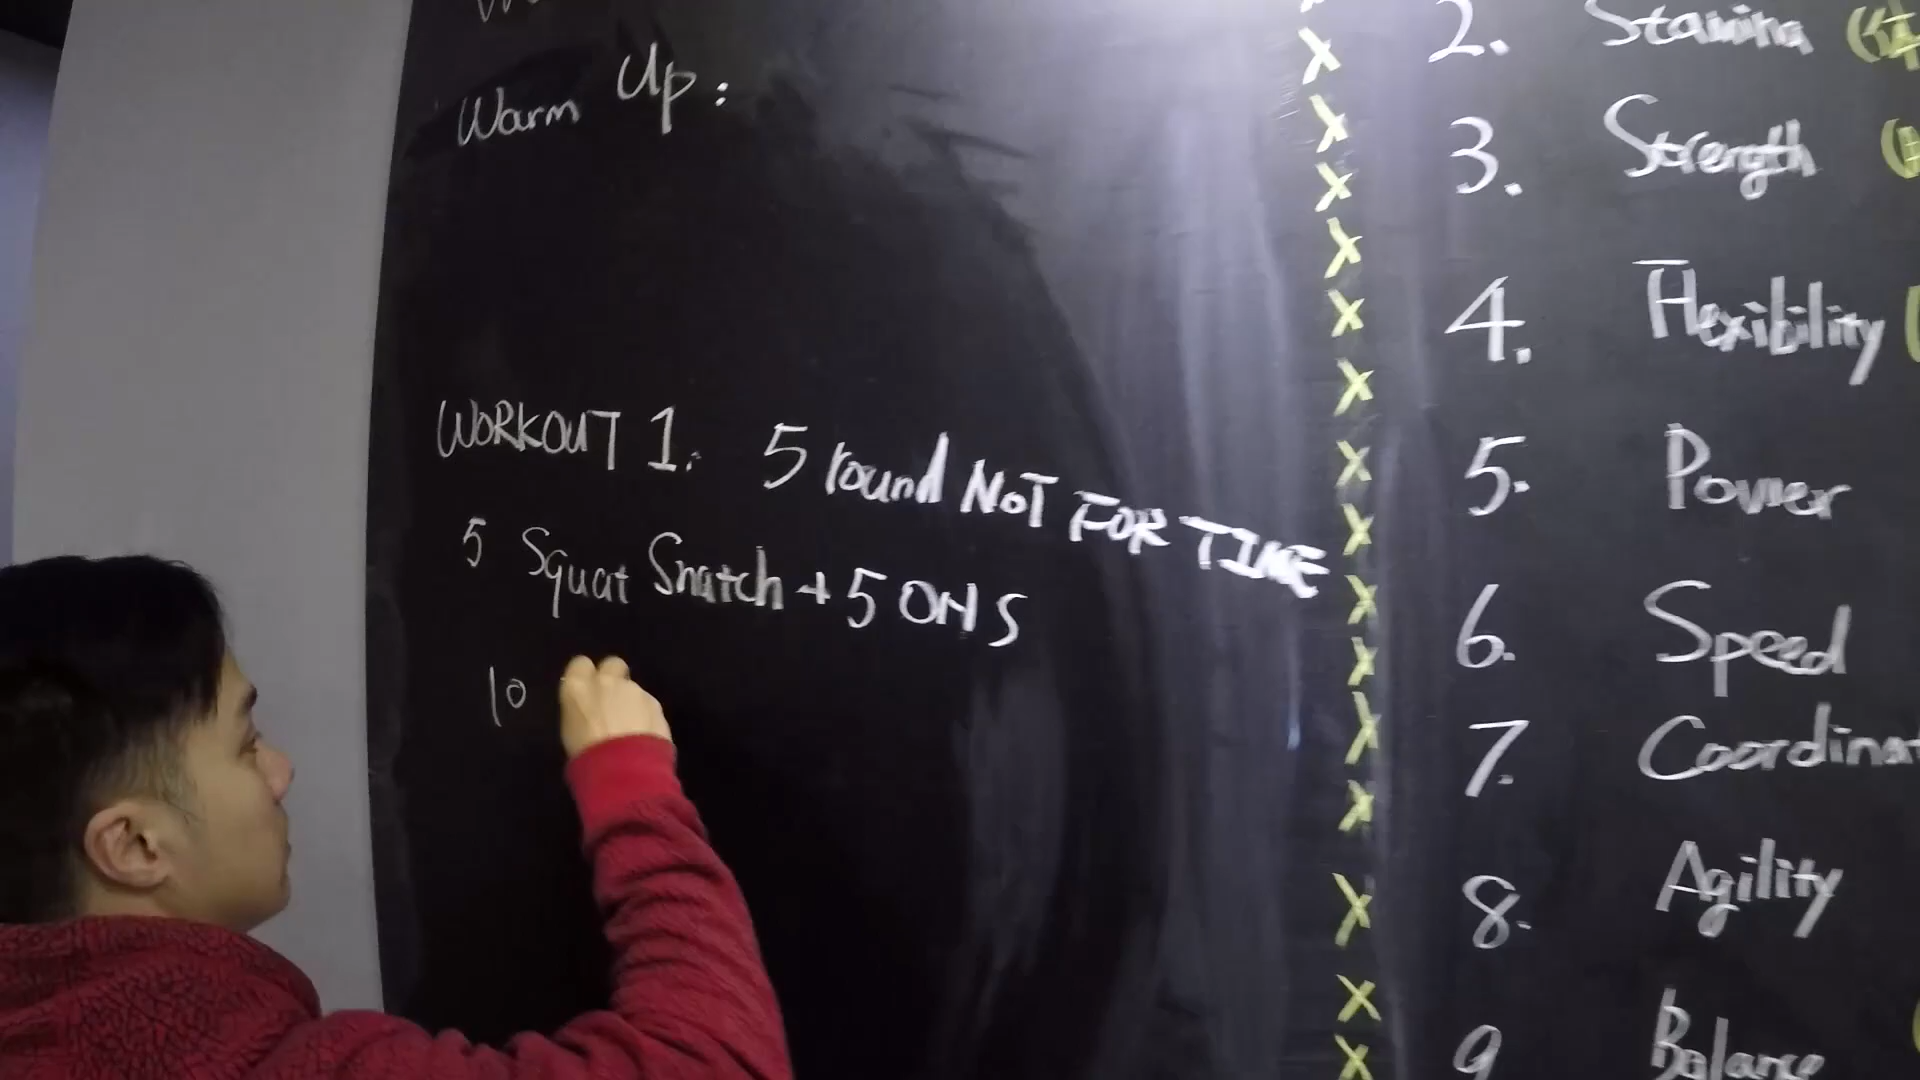 Warm Up:
WORKOUT 1. 5 round NOT FOR TIME
5 Squat Snatch + 5 OHS
10
2. Stamina
3. Strength
4. Flexibility
5. Power
6. Speed
7. Coordinat
8. Agility
9 Balance